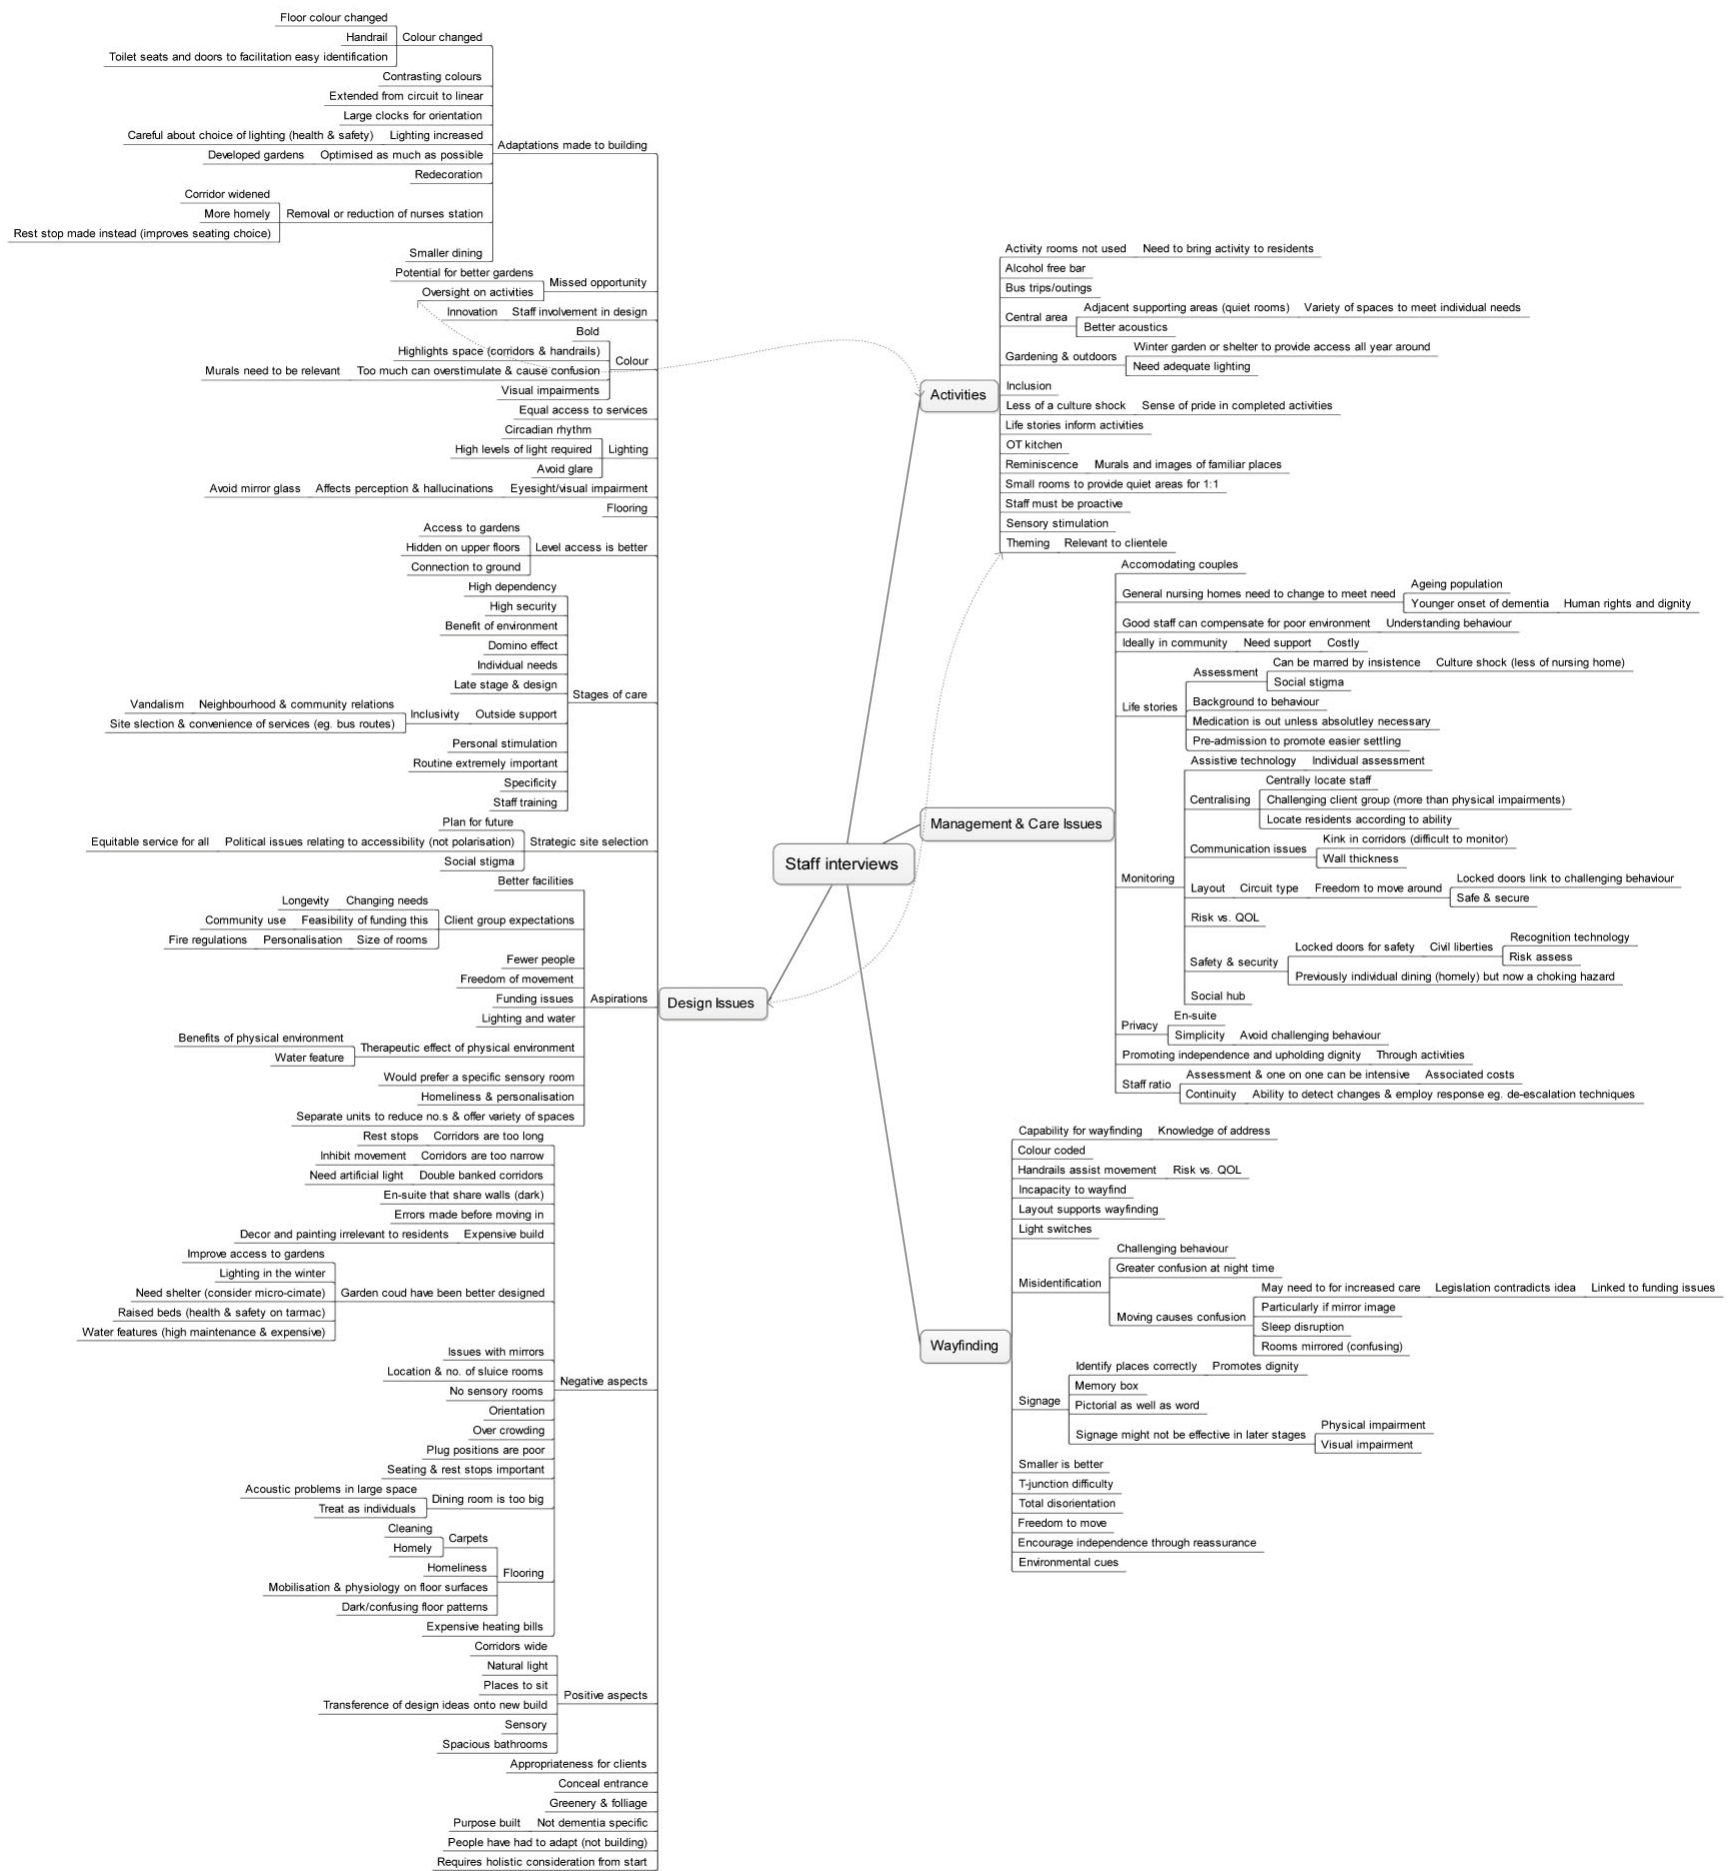 Staff interviews
Design Issues
Adaptations made to building
Colour changed
Floor colour changed
Handrail
Toilet seats and doors to facilitation easy identification
Contrasting colours
Extended from circuit to linear
Large clocks for orientation
Lighting increased
Careful about choice of lighting (health & safety)
Optimised as much as possible
Developed gardens
Redecoration
Removal or reduction of nurses station
Corridor widened
More homely
Rest stop made instead (improves seating choice)
Smaller dining
Missed opportunity
Potential for better gardens
Oversight on activities
Staff involvement in design
Innovation
Colour
Bold
Highlights space (corridors & handrails)
Too much can overstimulate & cause confusion
Murals need to be relevant
Visual impairments
Equal access to services
Lighting
Circadian rhythm
High levels of light required
Avoid glare
Eyesight/visual impairment
Affects perception & hallucinations
Avoid mirror glass
Flooring
Level access is better
Access to gardens
Hidden on upper floors
Connection to ground
Stages of care
High dependency
High security
Benefit of environment
Domino effect
Individual needs
Late stage & design
Outside support
Inclusivity
Neighbourhood & community relations
Vandalism
Site slection & convenience of services (eg. bus routes)
Personal stimulation
Routine extremely important
Specificity
Staff training
Strategic site selection
Plan for future
Political issues relating to accessibility (not polarisation)
Equitable service for all
Social stigma
Aspirations
Better facilities
Client group expectations
Changing needs
Longevity
Feasibility of funding this
Community use
Size of rooms
Personalisation
Fire regulations
Fewer people
Freedom of movement
Funding issues
Lighting and water
Therapeutic effect of physical environment
Benefits of physical environment
Water feature
Would prefer a specific sensory room
Homeliness & personalisation
Separate units to reduce no.s & offer variety of spaces
Negative aspects
Corridors are too long
Rest stops
Corridors are too narrow
Inhibit movement
Double banked corridors
Need artificial light
En-suite that share walls (dark)
Errors made before moving in
Expensive build
Decor and painting irrelevant to residents
Garden coud have been better designed
Improve access to gardens
Lighting in the winter
Need shelter (consider micro-cimate)
Raised beds (health & safety on tarmac)
Water features (high maintenance & expensive)
Issues with mirrors
Location & no. of sluice rooms
No sensory rooms
Orientation
Over crowding
Plug positions are poor
Seating & rest stops important
Dining room is too big
Acoustic problems in large space
Treat as individuals
Flooring
Carpets
Cleaning
Homely
Homeliness
Mobilisation & physiology on floor surfaces
Dark/confusing floor patterns
Expensive heating bills
Positive aspects
Corridors wide
Natural light
Places to sit
Transference of design ideas onto new build
Sensory
Spacious bathrooms
Appropriateness for clients
Conceal entrance
Greenery & folliage
Not dementia specific
Purpose built
People have had to adapt (not building)
Requires holistic consideration from start
Activities
Activity rooms not used
Need to bring activity to residents
Alcohol free bar
Bus trips/outings
Central area
Adjacent supporting areas (quiet rooms)
Variety of spaces to meet individual needs
Better acoustics
Gardening & outdoors
Winter garden or shelter to provide access all year around
Need adequate lighting
Inclusion
Less of a culture shock
Sense of pride in completed activities
Life stories inform activities
OT kitchen
Reminiscence
Murals and images of familiar places
Small rooms to provide quiet areas for 1:1
Staff must be proactive
Sensory stimulation
Theming
Relevant to clientele
Management & Care Issues
Accomodating couples
General nursing homes need to change to meet need
Ageing population
Younger onset of dementia
Human rights and dignity
Good staff can compensate for poor environment
Understanding behaviour
Ideally in community
Need support
Costly
Life stories
Assessment
Can be marred by insistence
Culture shock (less of nursing home)
Social stigma
Background to behaviour
Medication is out unless absolutley necessary
Pre-admission to promote easier settling
Monitoring
Assistive technology
Individual assessment
Centralising
Centrally locate staff
Challenging client group (more than physical impairments)
Locate residents according to ability
Communication issues
Kink in corridors (difficult to monitor)
Wall thickness
Layout
Circuit type
Freedom to move around
Locked doors link to challenging behaviour
Safe & secure
Risk vs. QOL
Safety & security
Locked doors for safety
Civil liberties
Recognition technology
Risk assess
Previously individual dining (homely) but now a choking hazard
Social hub
Privacy
En-suite
Simplicity
Avoid challenging behaviour
Promoting independence and upholding dignity
Through activities
Staff ratio
Assessment & one on one can be intensive
Associated costs
Continuity
Ability to detect changes & employ response eg. de-escalation techniques
Wayfinding
Capability for wayfinding
Knowledge of address
Colour coded
Handrails assist movement
Risk vs. QOL
Incapacity to wayfind
Layout supports wayfinding
Light switches
Misidentification
Challenging behaviour
Greater confusion at night time
Moving causes confusion
May need to for increased care
Legislation contradicts idea
Linked to funding issues
Particularly if mirror image
Sleep disruption
Rooms mirrored (confusing)
Signage
Identify places correctly
Promotes dignity
Memory box
Pictorial as well as word
Signage might not be effective in later stages
Physical impairment
Visual impairment
Smaller is better
T-junction difficulty
Total disorientation
Freedom to move
Encourage independence through reassurance
Environmental cues